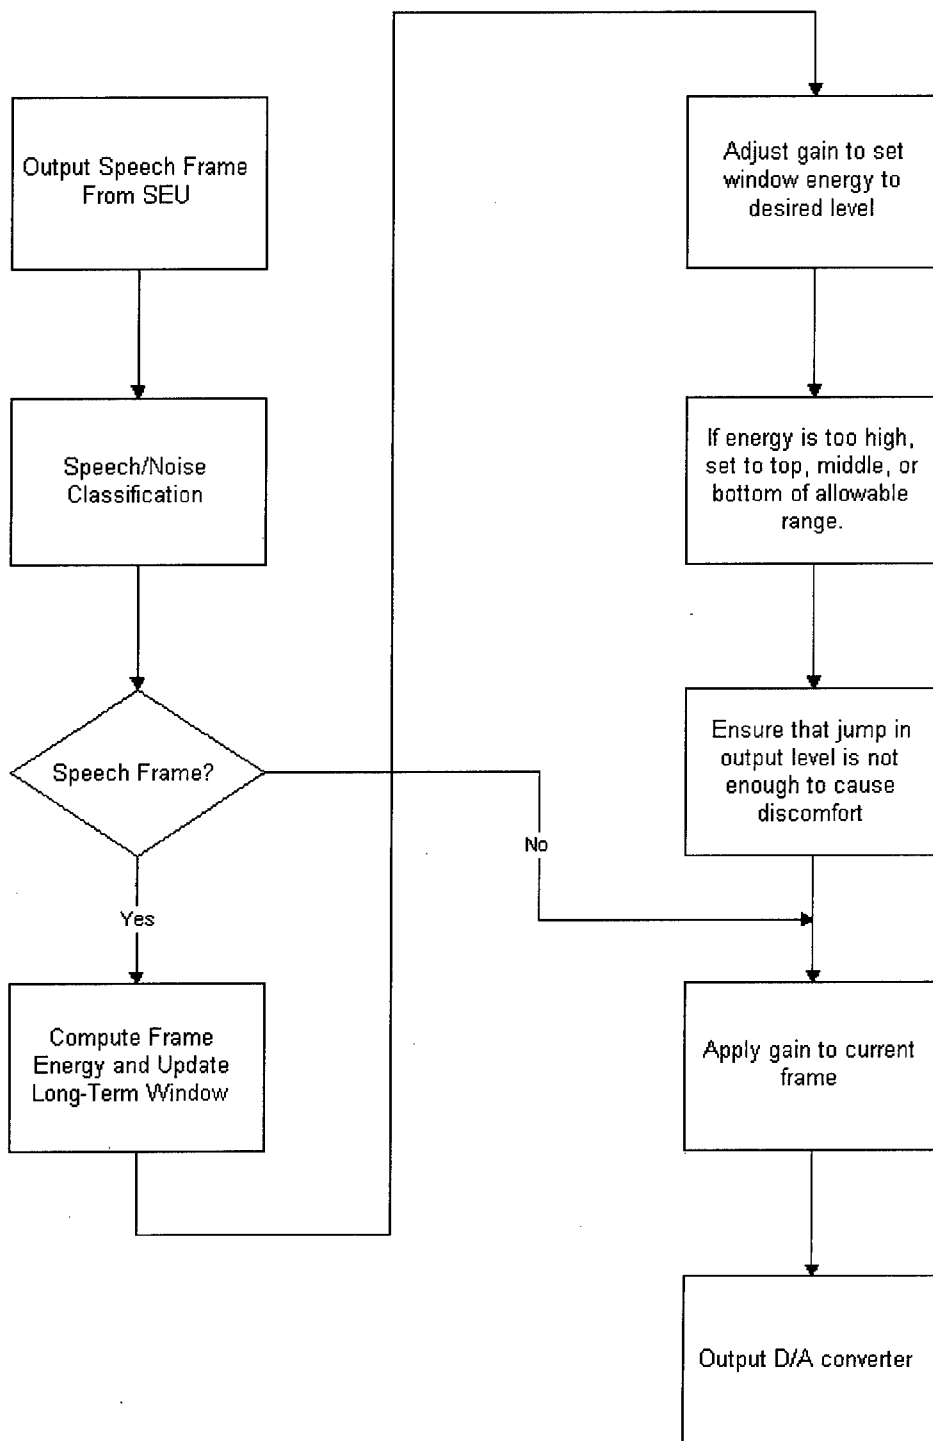 Output Speech Frame
From SEU
Speech/Noise
Classification
Speech Frame?
No
Yes
Compute Frame
Energy and Update
Long-Term Window
Adjust gain to set
window energy to
desired level
If energy is too high,
set to top, middle, or
bottom of allowable
range.
Ensure that jump in
output level is not
enough to cause
discomfort
Apply gain to current
frame
Output D/A converter